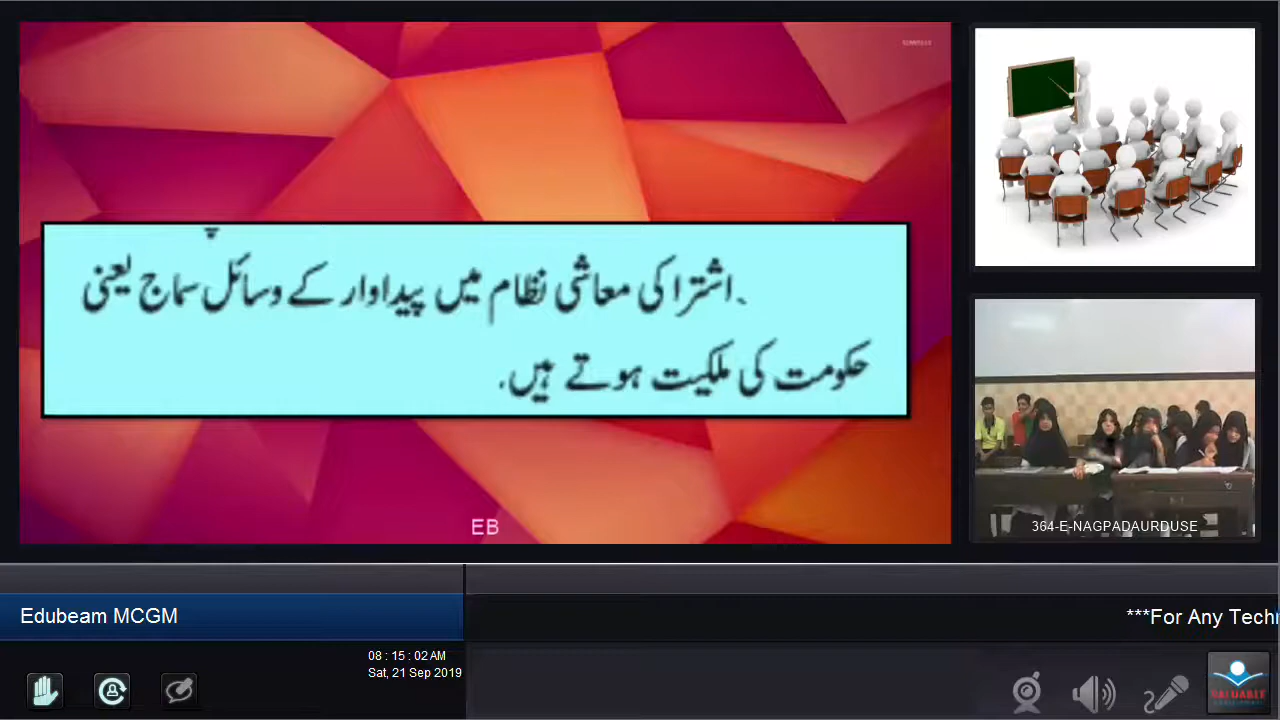 .اشتراکی معاشی نظام میں پیداوار کے وسائل سماج یعنی
حکومت کی ملکیت ہوتے ہیں.
EB
364-E-NAGPADAURDUSE
Edubeam MCGM
***For Any Techn
08 : 15 : 02 AM
Sat, 21 Sep 2019
VALUABLE